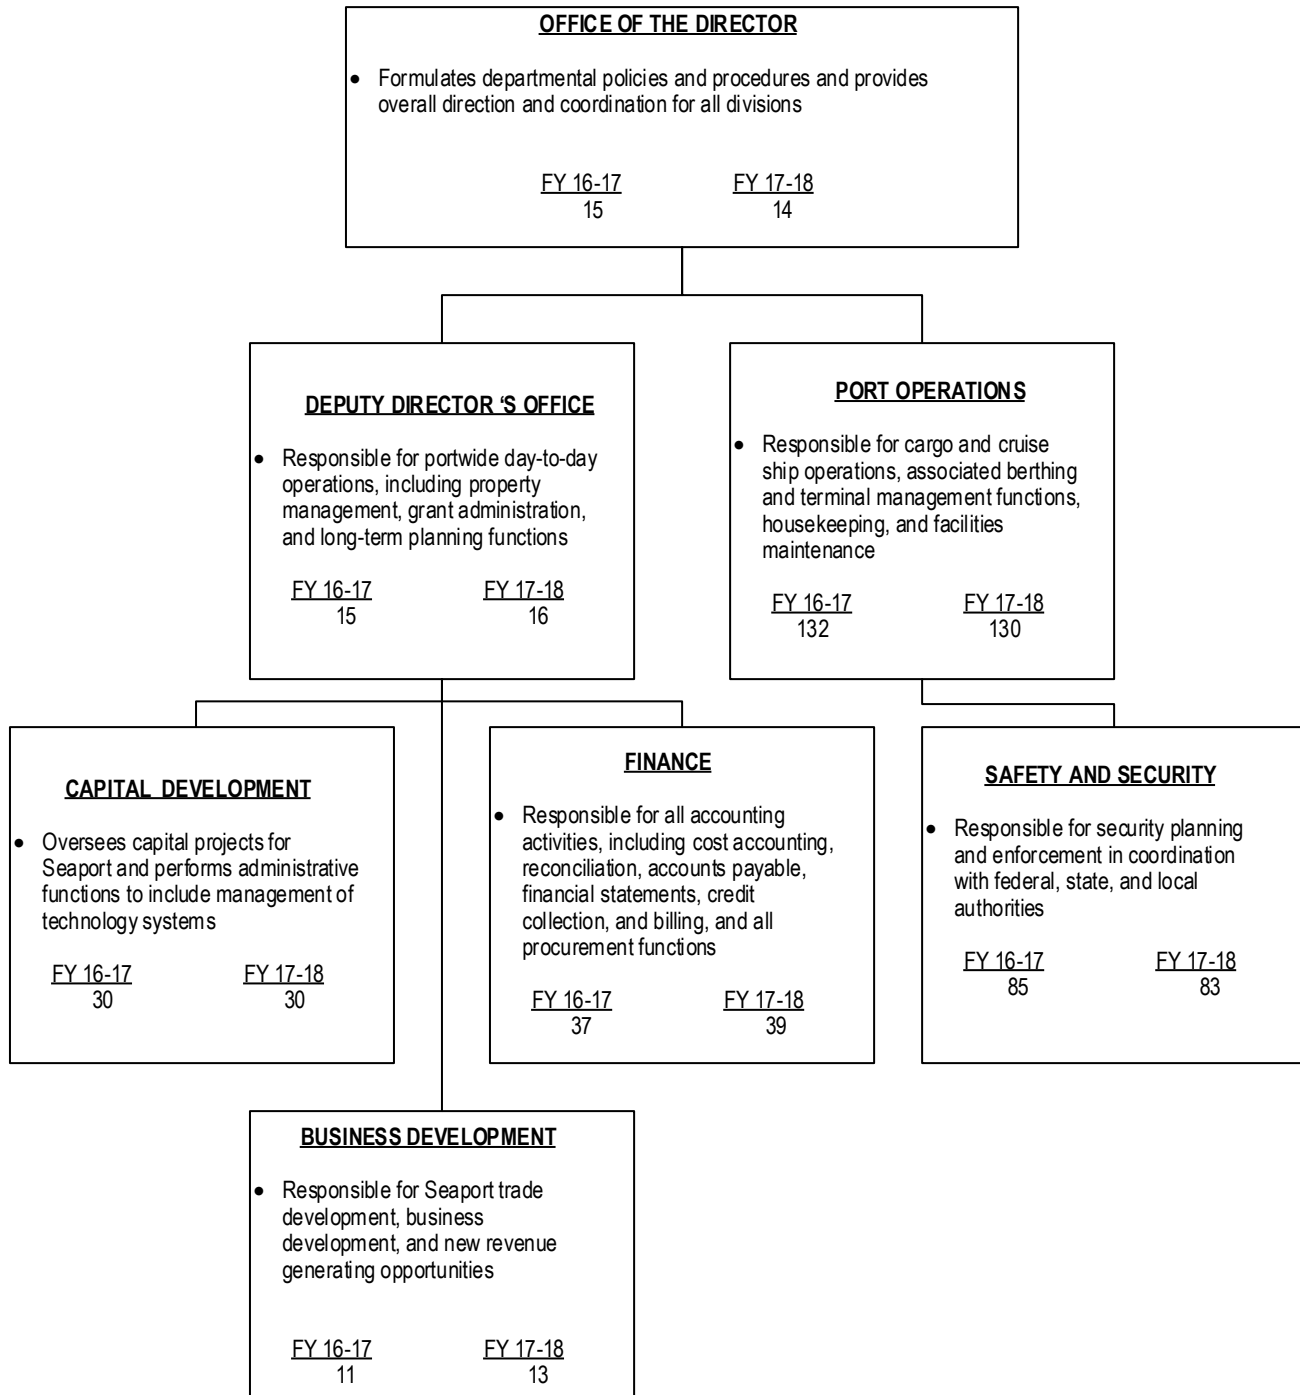 OFFICE OF THE DIRECTOR
• Formulates departmental policies and procedures and provides
overall direction and coordination for all divisions
FY 16-17 FY 17-18
15 14
DEPUTY DIRECTOR ‘S OFFICE
• Responsible for portwide day-to-day
operations, including property
management, grant administration,
and long-term planning functions
FY 16-17 FY 17-18
15 16
PORT OPERATIONS
• Responsible for cargo and cruise
ship operations, associated berthing
and terminal management functions,
housekeeping, and facilities
maintenance
FY 16-17 FY 17-18
132 130
CAPITAL DEVELOPMENT
• Oversees capital projects for
Seaport and performs administrative
functions to include management of
technology systems
FY 16-17 FY 17-18
30 30
FINANCE
• Responsible for all accounting
activities, including cost accounting,
reconciliation, accounts payable,
financial statements, credit
collection, and billing, and all
procurement functions
FY 16-17 FY 17-18
37 39
SAFETY AND SECURITY
• Responsible for security planning
and enforcement in coordination
with federal, state, and local
authorities
FY 16-17 FY 17-18
85 83
BUSINESS DEVELOPMENT
• Responsible for Seaport trade
development, business
development, and new revenue
generating opportunities
FY 16-17 FY 17-18
11 13